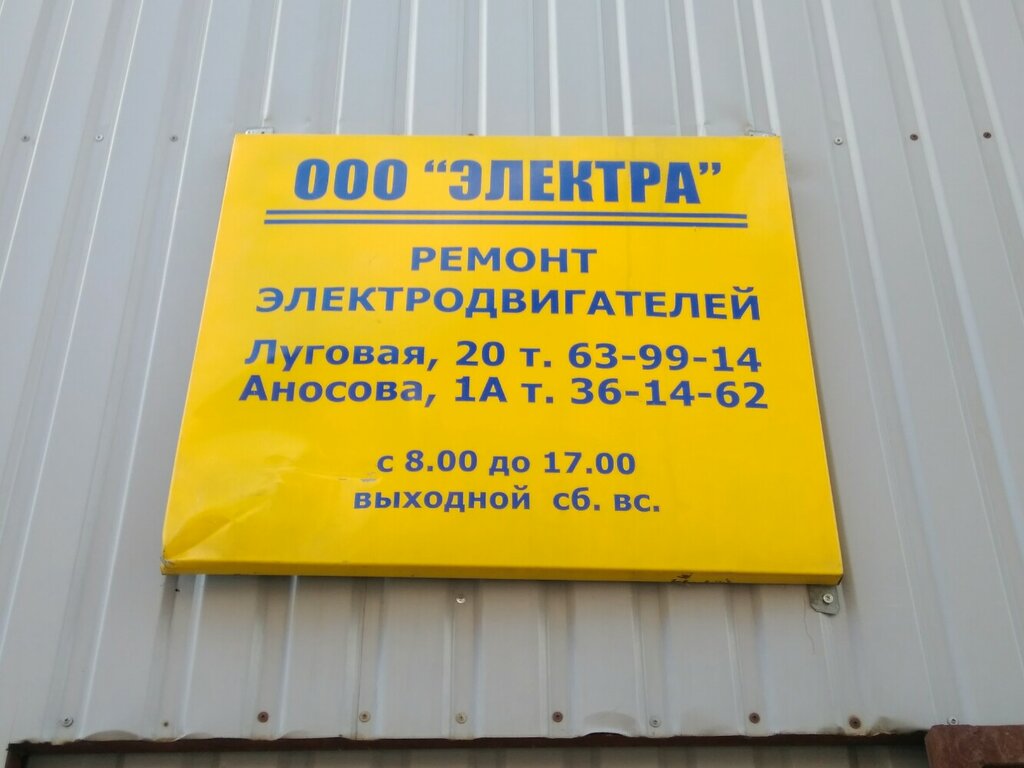 ООО “ЭЛЕКТРА”
РЕМОНТ
ЭЛЕКТРОДВИГАТЕЛЕЙ
Луговая, 20 т. 63-99-14
Аносова, 1А т. 36-14-62
с 8.00 до 17.00
выходной сб. вс.